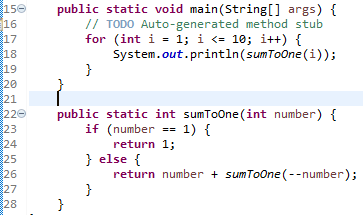 15 public static void main(String[] args) {
16 // TODO Auto-generated method stub
17 for (int i = 1; i <= 10; i++) {
18 System.out.println(sumToOne(i));
19 }
20 }
21
22 public static int sumToOne(int number) {
23 if (number == 1) {
24 return 1;
25 } else {
26 return number + sumToOne(--number);
27 }
28 }